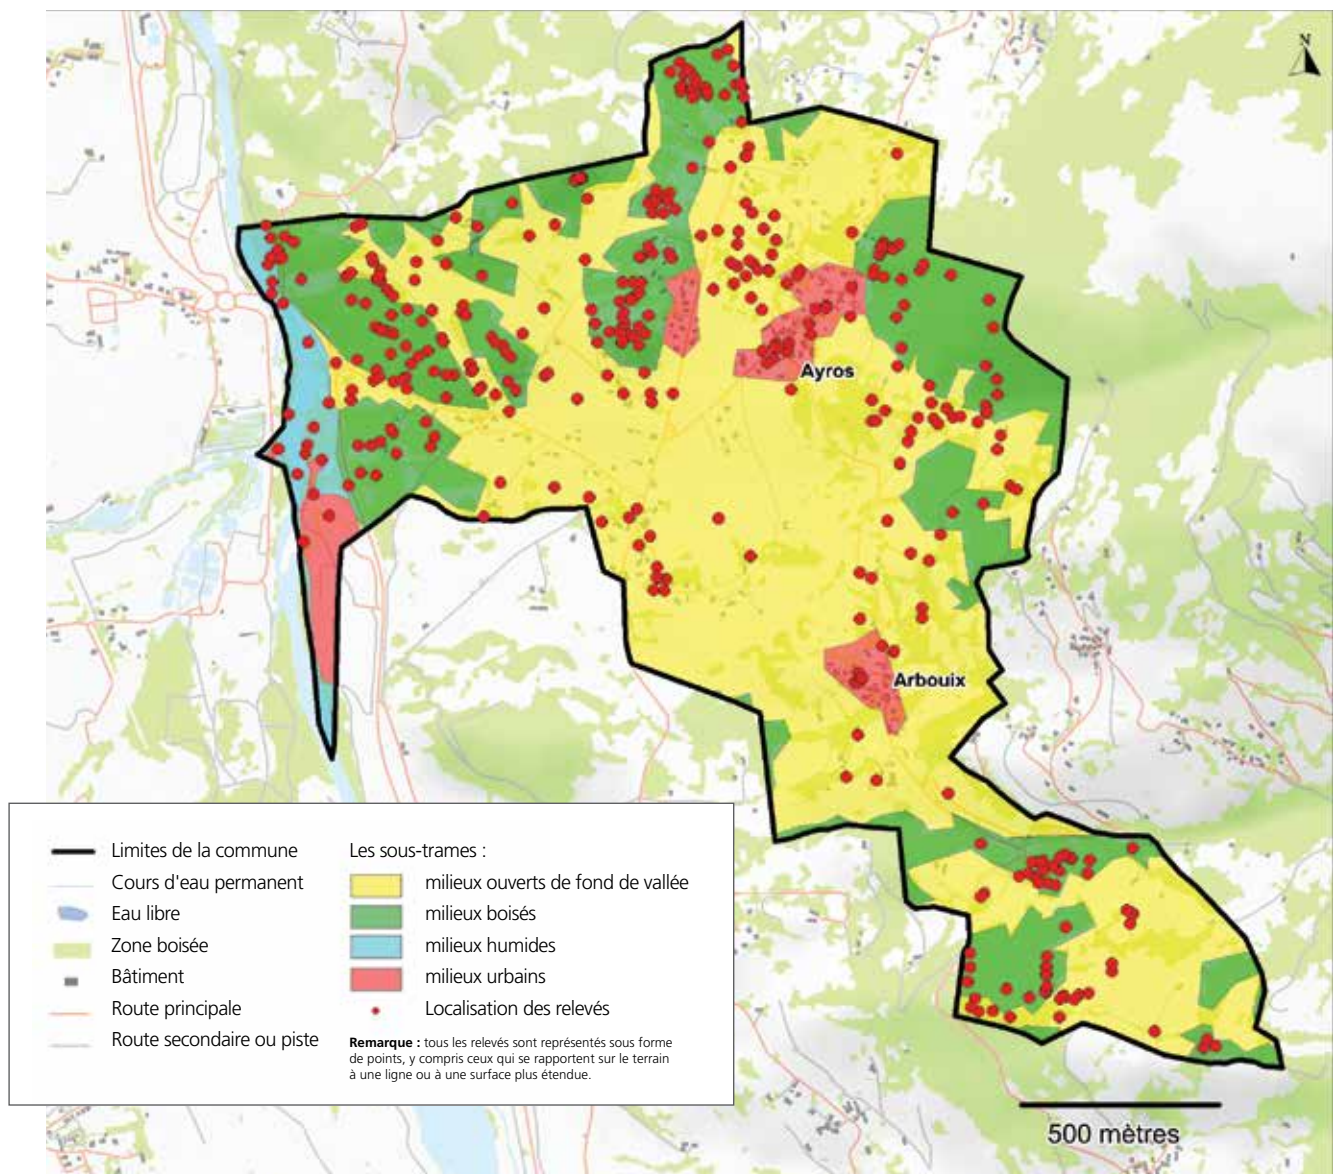 N
Ayros
Arbouix
Limites de la commune
Cours d'eau permanent
Eau libre
Zone boisée
Bâtiment
Route principale
Route secondaire ou piste
Les sous-trames :
milieux ouverts de fond de vallée
milieux boisés
milieux humides
milieux urbains
Localisation des relevés
Remarque : tous les relevés sont représentés sous forme
de points, y compris ceux qui se rapportent sur le terrain
à une ligne ou à une surface plus étendue.
500 mètres